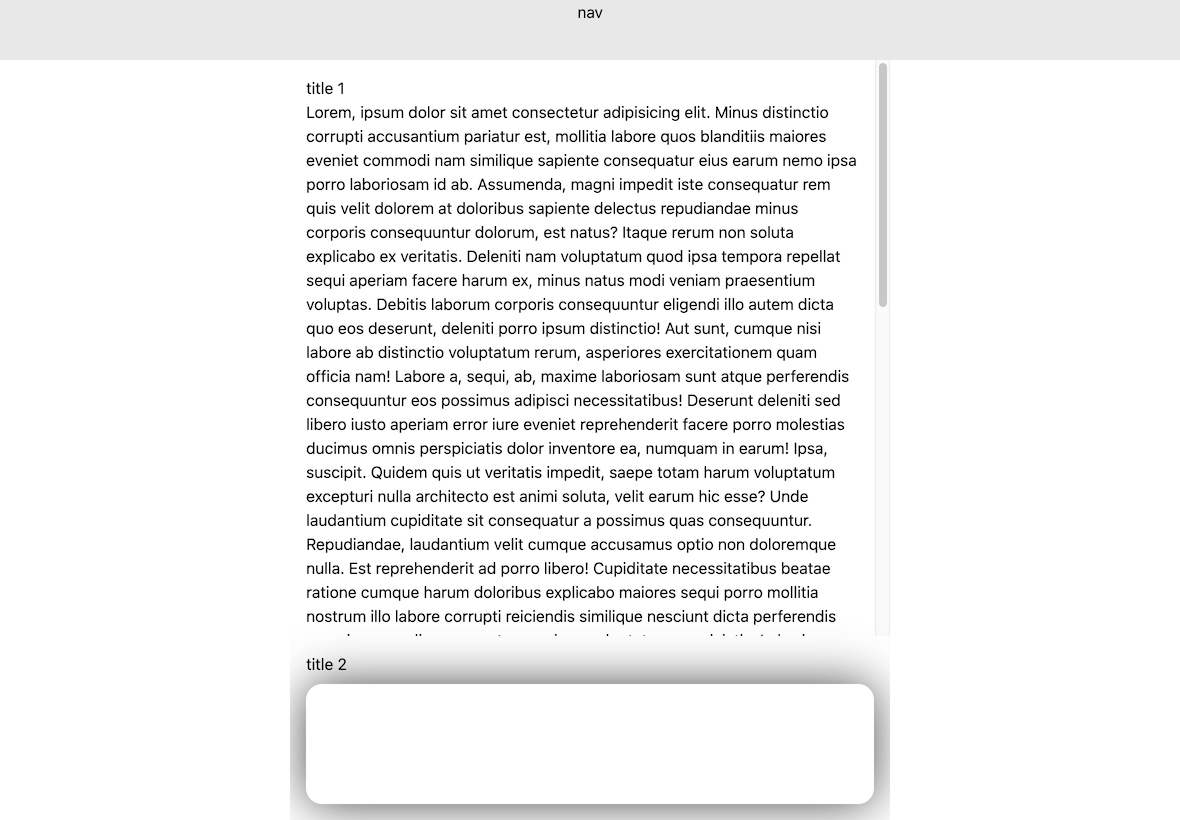 nav
title 1
Lorem, ipsum dolor sit amet consectetur adipisicing elit. Minus distinctio
corrupti accusantium pariatur est, mollitia labore quos blanditiis maiores
eveniet commodi nam similique sapiente consequatur eius earum nemo ipsa
porro laboriosam id ab. Assumenda, magni impedit iste consequatur rem
quis velit dolorem at doloribus sapiente delectus repudiandae minus
corporis consequuntur dolorum, est natus? Itaque rerum non soluta
explicabo ex veritatis. Deleniti nam voluptatum quod ipsa tempora repellat
sequi aperiam facere harum ex, minus natus modi veniam praesentium
voluptas. Debitis laborum corporis consequuntur eligendi illo autem dicta
quo eos deserunt, deleniti porro ipsum distinctio! Aut sunt, cumque nisi
labore ab distinctio voluptatum rerum, asperiores exercitationem quam
officia nam! Labore a, sequi, ab, maxime laboriosam sunt atque perferendis
consequuntur eos possimus adipisci necessitatibus! Deserunt deleniti sed
libero iusto aperiam error iure eveniet reprehenderit facere porro molestias
ducimus omnis perspiciatis dolor inventore ea, numquam in earum! Ipsa,
suscipit. Quidem quis ut veritatis impedit, saepe totam harum voluptatum
excepturi nulla architecto est animi soluta, velit earum hic esse? Unde
laudantium cupiditate sit consequatur a possimus quas consequuntur.
Repudiandae, laudantium velit cumque accusamus optio non doloremque
nulla. Est reprehenderit ad porro libero! Cupiditate necessitatibus beatae
ratione cumque harum doloribus explicabo maiores sequi porro mollitia
nostrum illo labore corrupti reiciendis similique nesciunt dicta perferendis
title 2